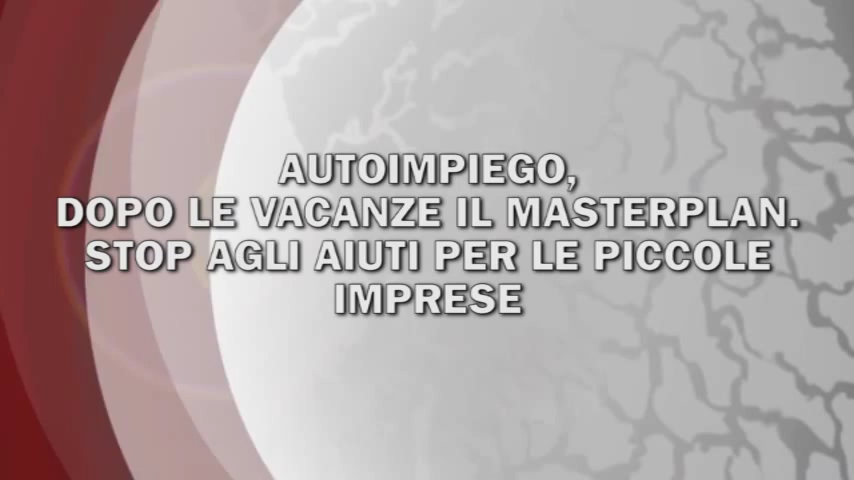 AUTOIMPIEGO,
DOPO LE VACANZE IL MASTERPLAN.
STOP AGLI AIUTI PER LE PICCOLE
IMPRESE